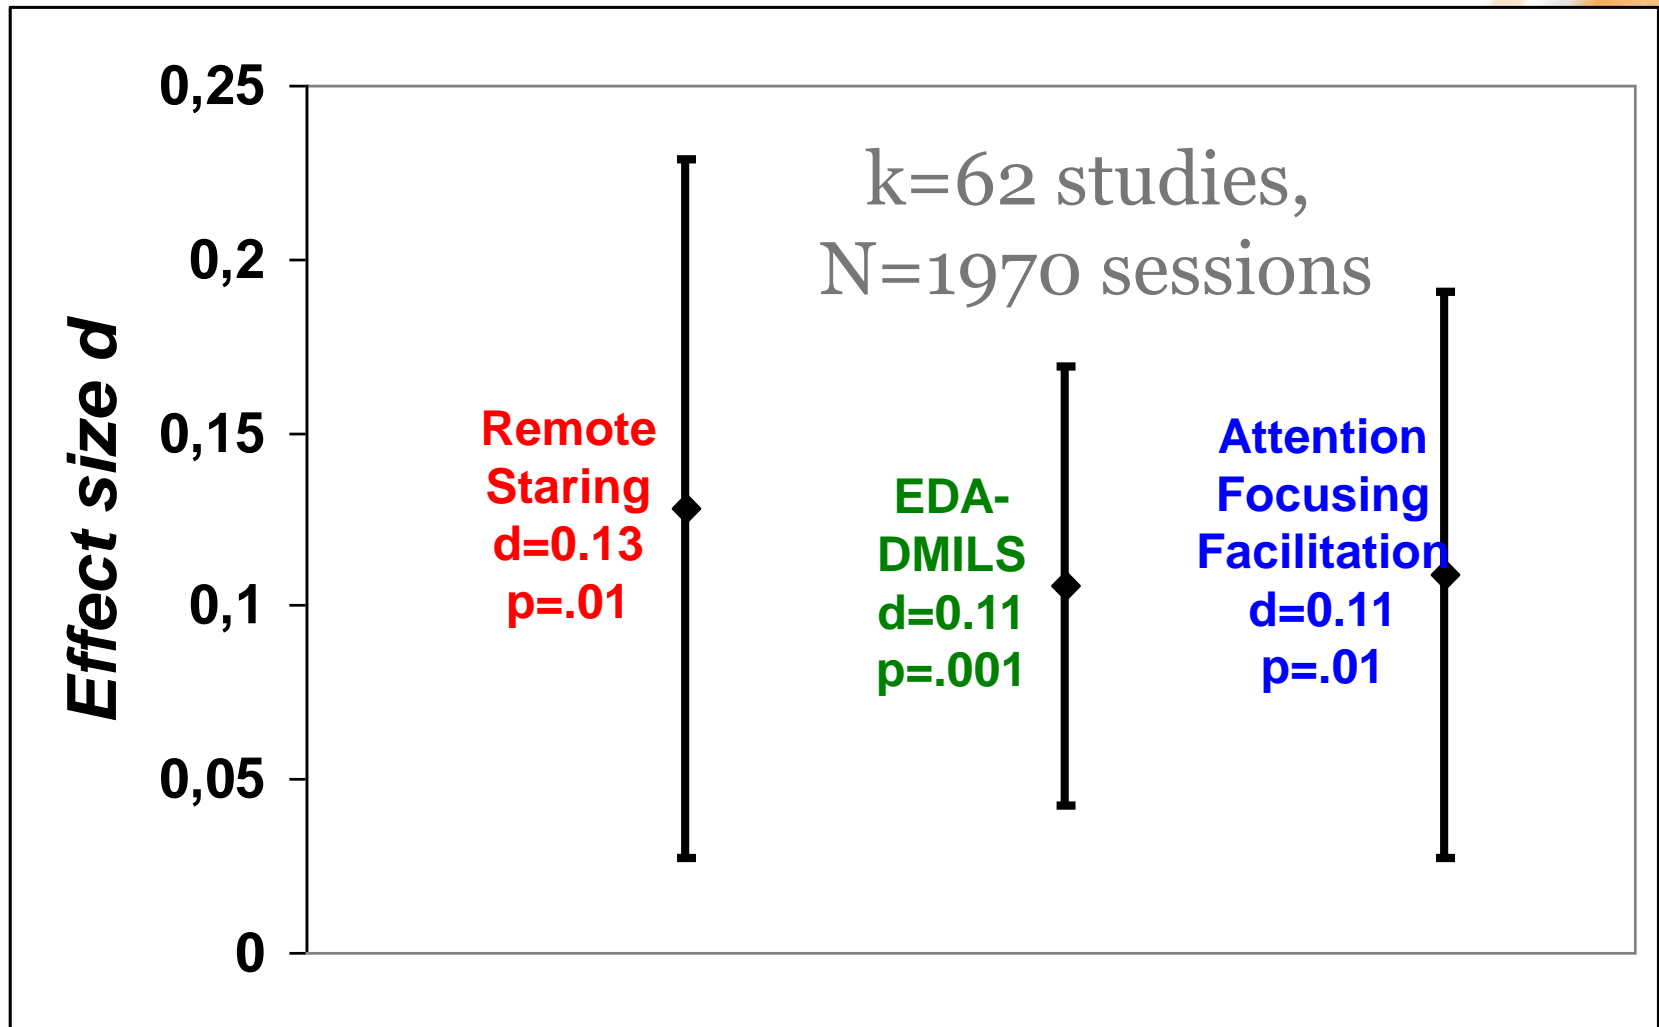 Effect size d
0,25
0,2
0,15
0,1
0,05
0
k=62 studies,
N=1970 sessions
Remote
Staring
d=0.13
p=.01
EDA-
DMILS
d=0.11
p=.001
Attention
Focusing
Facilitation
d=0.11
p=.01